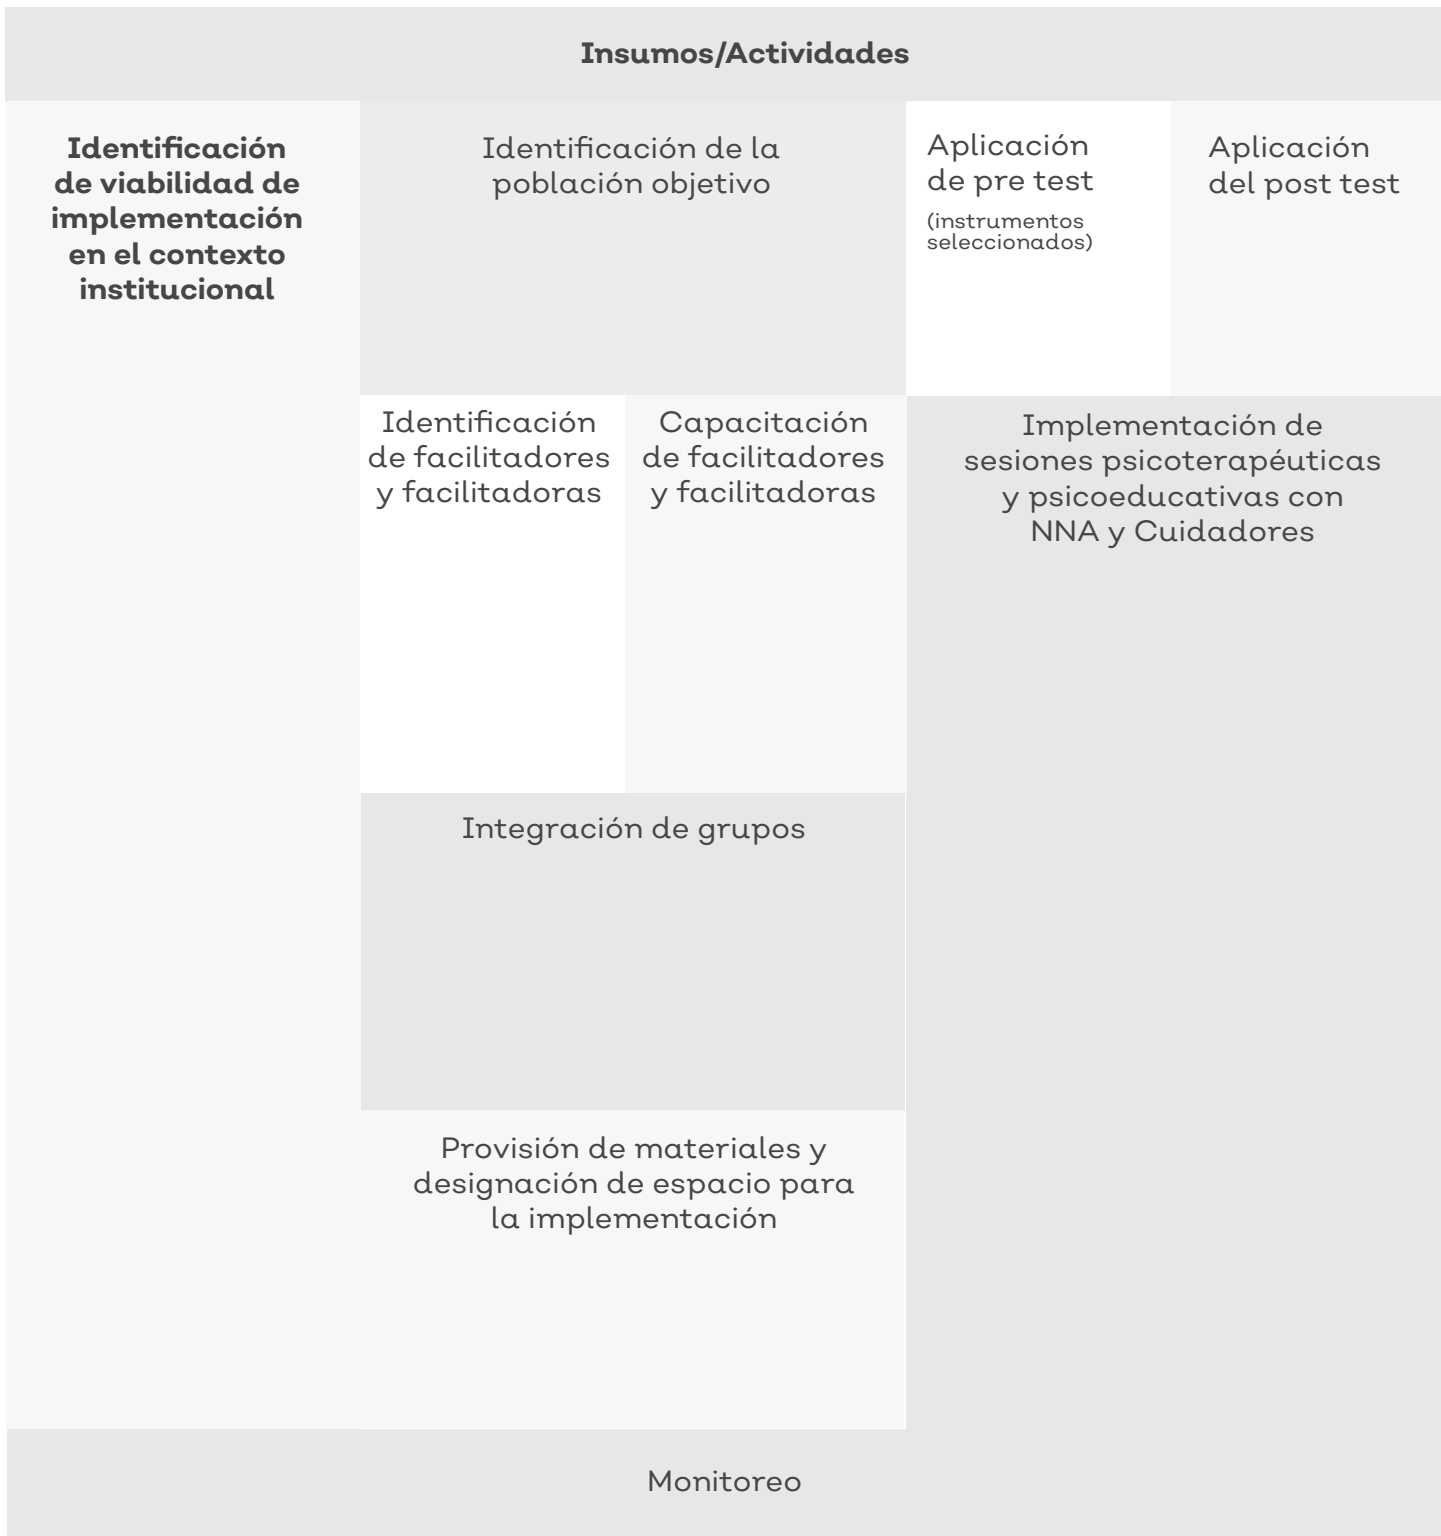 Insumos/Actividades
Identificación
de viabilidad de
implementación
en el contexto
institucional
Identificación de la
población objetivo
Aplicación
de pre test
(instrumentos
seleccionados)
Aplicación
del post test
Identificación
de facilitadores
y facilitadoras
Capacitación
de facilitadores
y facilitadoras
Implementación de
sesiones psicoterapéuticas
y psicoeducativas con
NNA y Cuidadores
Integración de grupos
Provisión de materiales y
designación de espacio para
la implementación
Monitoreo